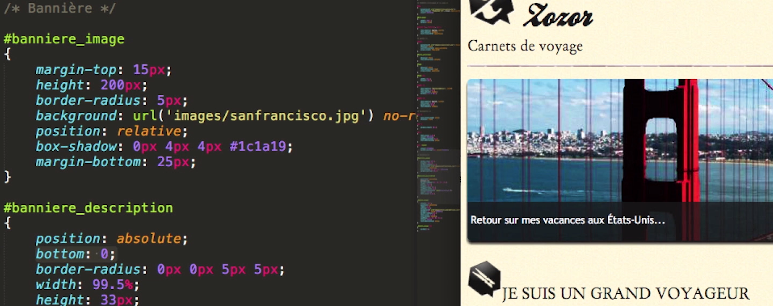 /* Bannière */
#banniere_image
{
margin-top: 15px;
height: 200px;
border-radius: 5px;
background: url('images/sanfrancisco.jpg') no-r
position: relative;
box-shadow: 0px 4px 4px #1c1a19;
margin-bottom: 25px;
}
#banniere_description
{
position: absolute;
bottom: 0;
border-radius: 0px 0px 5px 5px;
width: 99.5%;
height: 33px;
Zozor
Carnets de voyage
Retour sur mes vacances aux États-Unis...
JE SUIS UN GRAND VOYAGEUR